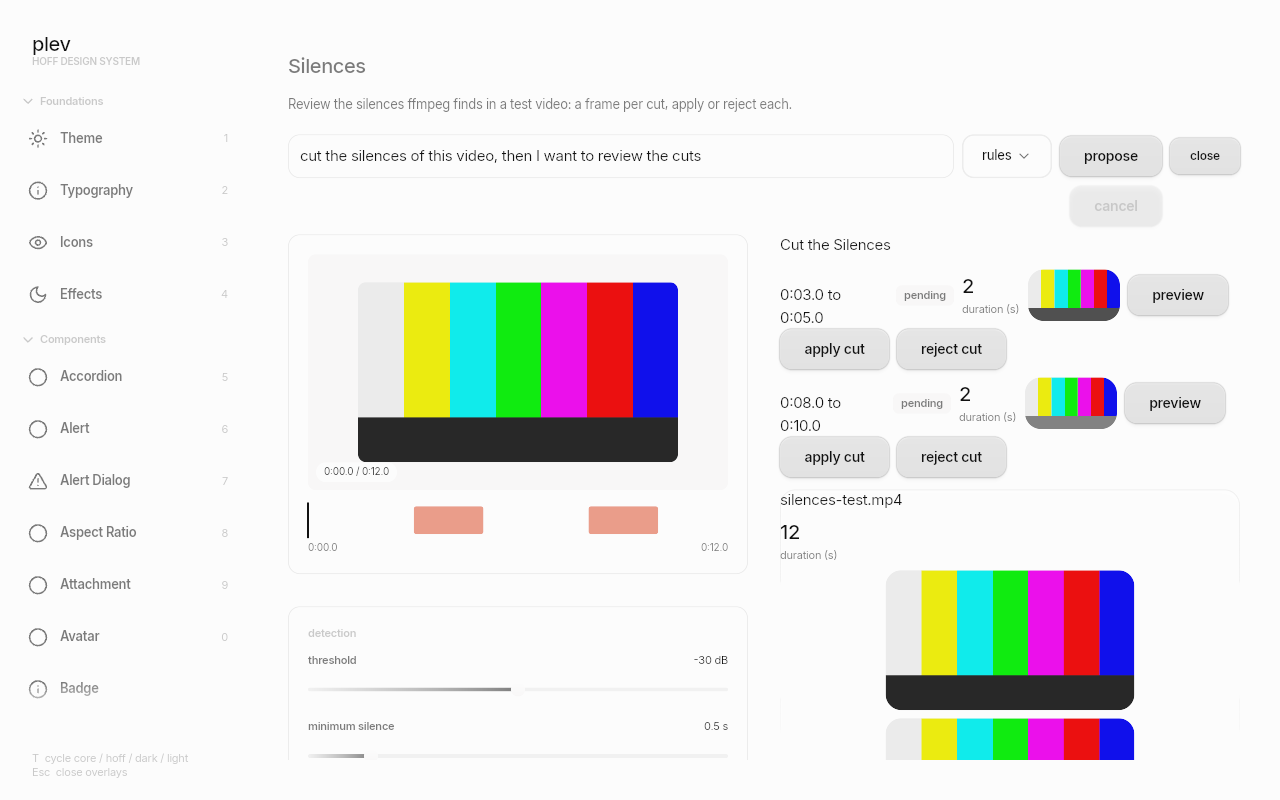 plev
HOFF DESIGN SYSTEM
Foundations
Theme 1
Typography 2
Icons 3
Effects 4
Components
Accordion 5
Alert 6
Alert Dialog 7
Aspect Ratio 8
Attachment 9
Avatar 0
Badge
T cycle core / hoff / dark / light
Esc close overlays
Silences
Review the silences ffmpeg finds in a test video: a frame per cut, apply or reject each.
cut the silences of this video, then I want to review the cuts
rules
propose
close
cancel
0:00.0 / 0:12.0
0:00.0 0:12.0
detection
threshold -30 dB
minimum silence 0.5 s
Cut the Silences
0:03.0 to
0:05.0
pending
2
duration (s)
preview
apply cut
reject cut
0:08.0 to
0:10.0
pending
2
duration (s)
preview
apply cut
reject cut
silences-test.mp4
12
duration (s)